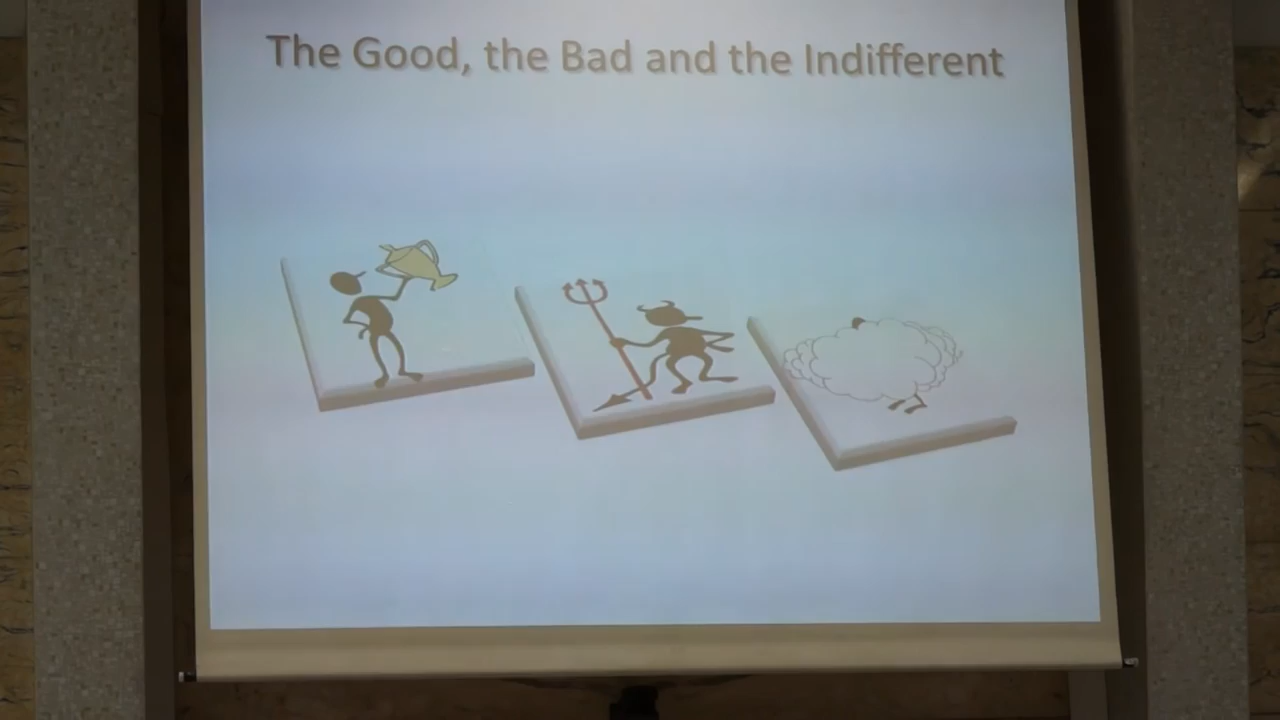 The Good, the Bad and the Indifferent